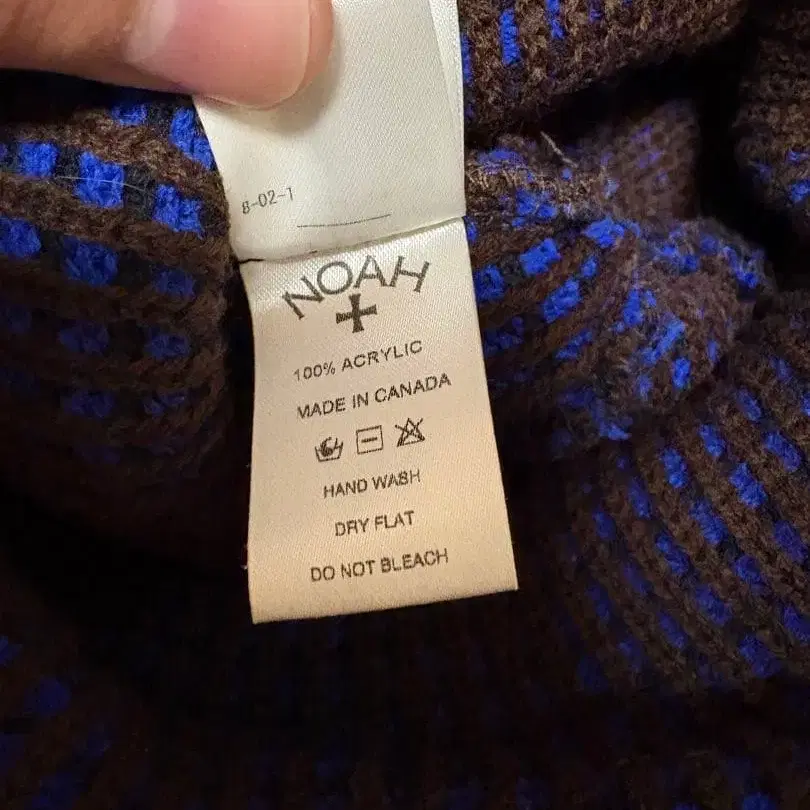 8-02-1
NOAH
100% ACRYLIC
MADE IN CANADA
HAND WASH
DRY FLAT
DO NOT BLEACH